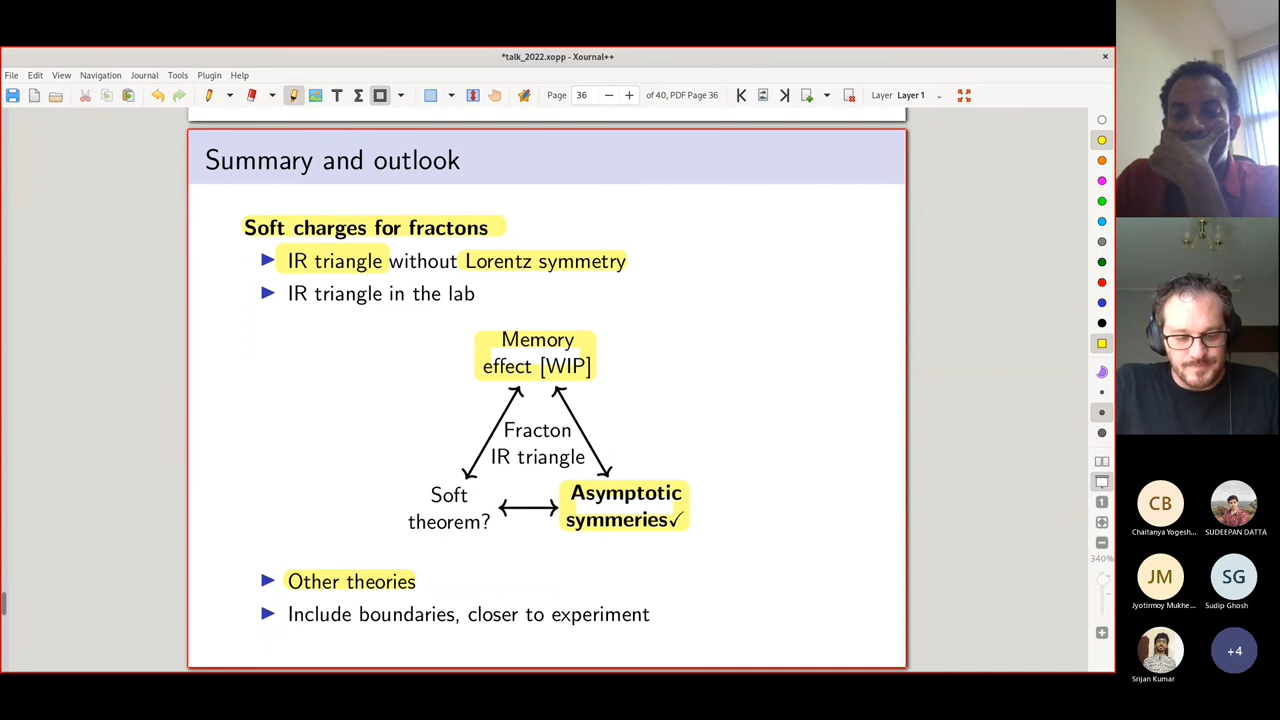 *talk_2022.xopp - Xournal++
File Edit View Navigation Journal Tools Plugin Help
Page 36 of 40, PDF Page 36 Layer Layer 1
Summary and outlook
Soft charges for fractons
IR triangle without Lorentz symmetry
IR triangle in the lab
Memory
effect [WIP]
Fracton
IR triangle
Soft
theorem?
Asymptotic
symmeries✓
Other theories
Include boundaries, closer to experiment
1
340%
CB
Chaitanya Yogesh...
SUDEEPAN DATTA
JM
Jyotirmoy Mukhe...
SG
Sudip Ghosh
Srijan Kumar
+4